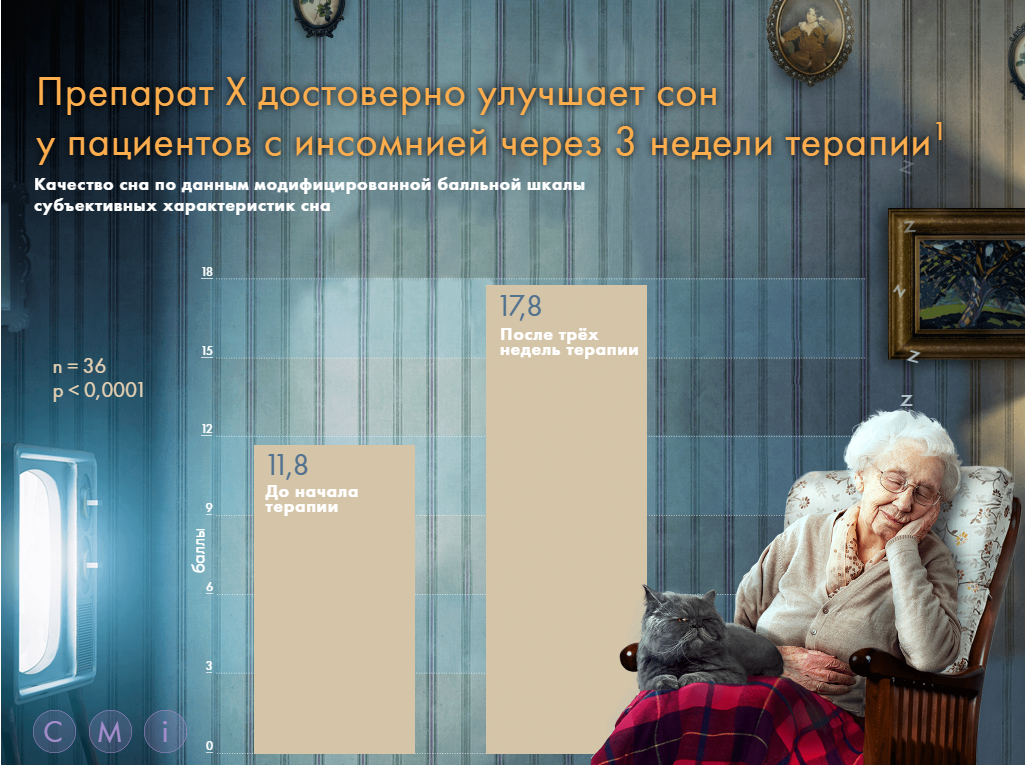 Препарат X достоверно улучшает сон
у пациентов с инсомнией через 3 недели терапии¹
Качество сна по данным модифицированной балльной шкалы
субъективных характеристик сна
18
17,8
После трёх
недель терапии
15
n = 36
p < 0,0001
12
11,8
До начала
терапии
9
баллы
6
3
0
z
z
z
z
z
C M i